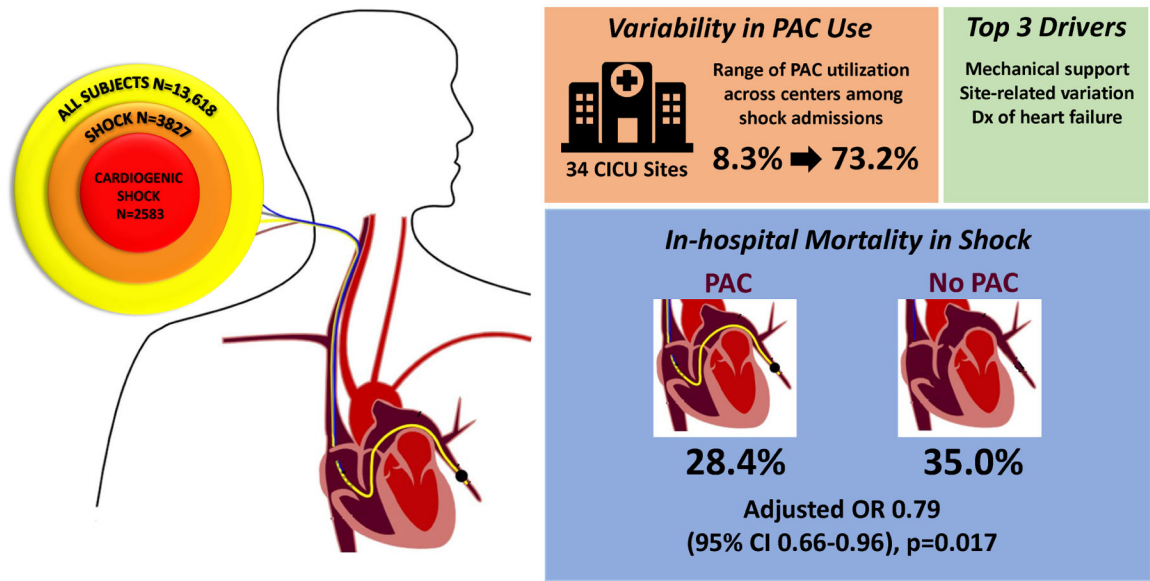 ALL SUBJECTS N=13,618
SHOCK N=3827
CARDIOGENIC
SHOCK
N=2583
Variability in PAC Use
34 CICU Sites
Range of PAC utilization
across centers among
shock admissions
8.3% ➡ 73.2%
Top 3 Drivers
Mechanical support
Site-related variation
Dx of heart failure
In-hospital Mortality in Shock
PAC
No PAC
28.4%
35.0%
Adjusted OR 0.79
(95% CI 0.66-0.96), p=0.017